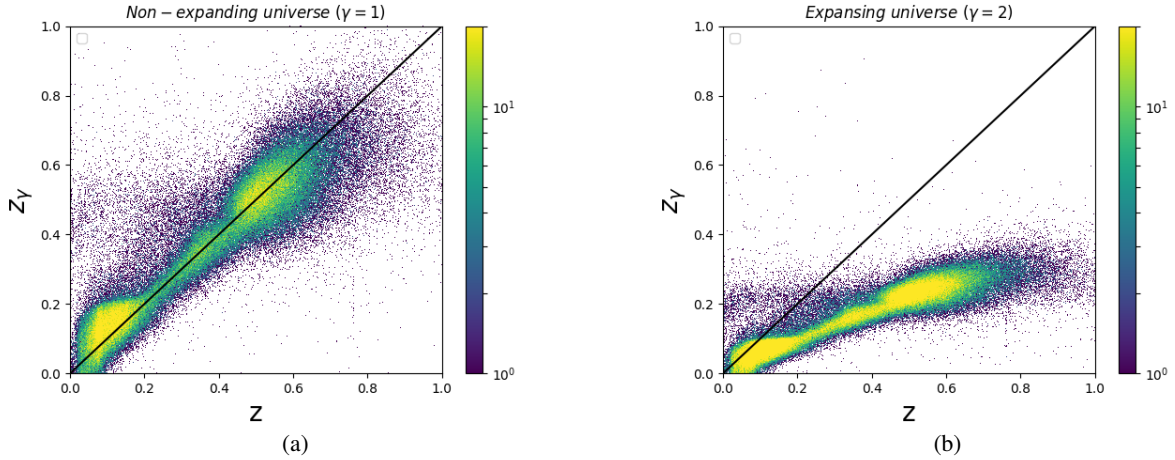 Non − expanding universe (γ = 1)
1.0
0.8
0.6
0.4
0.2
0.0
0.0 0.2 0.4 0.6 0.8 1.0
zγ
z
10¹
10⁰
(a)
Expansing universe (γ = 2)
1.0
0.8
0.6
0.4
0.2
0.0
0.0 0.2 0.4 0.6 0.8 1.0
zγ
z
10¹
10⁰
(b)